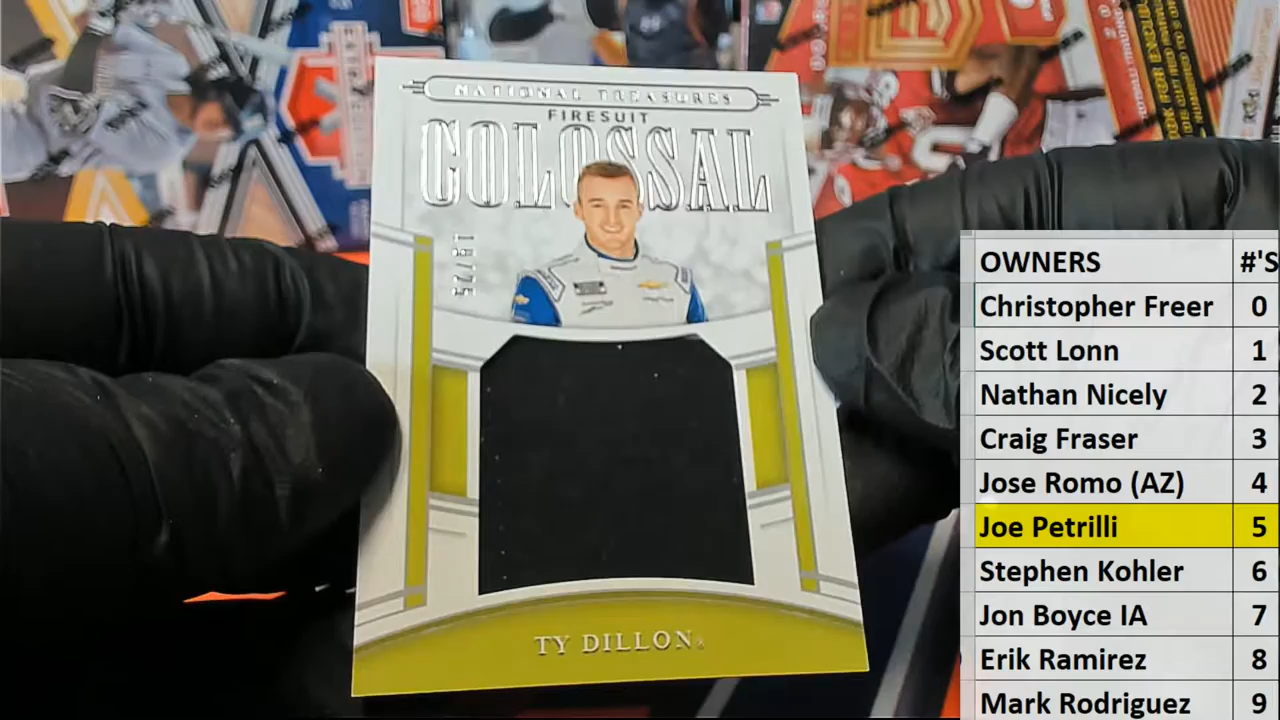 NATIONAL TREASURES
FIRESUIT
COLOSSAL
TY DILLON
OWNERS #'S
Christopher Freer 0
Scott Lonn 1
Nathan Nicely 2
Craig Fraser 3
Jose Romo (AZ) 4
Joe Petrilli 5
Stephen Kohler 6
Jon Boyce IA 7
Erik Ramirez 8
Mark Rodriguez 9